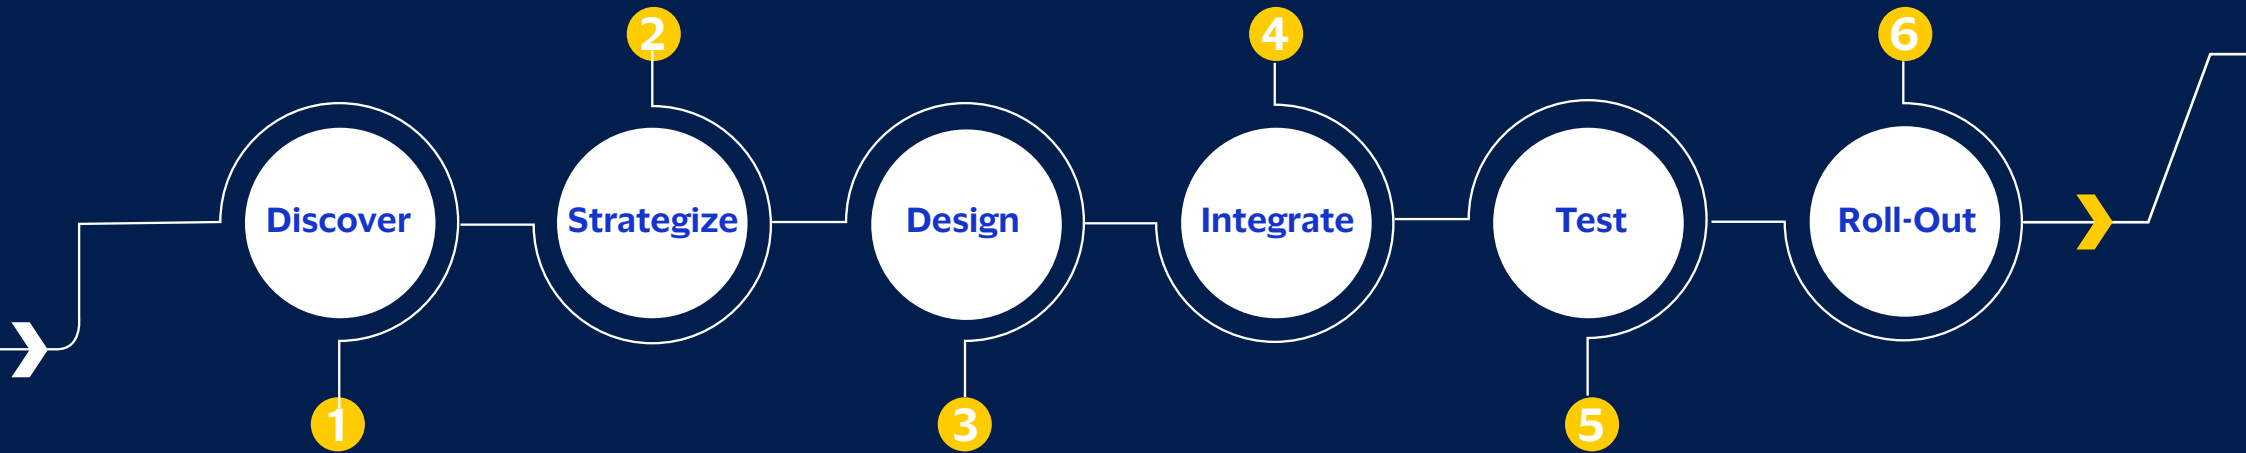 2
4
6
Discover
Strategize
Design
Integrate
Test
Roll-Out
1
3
5